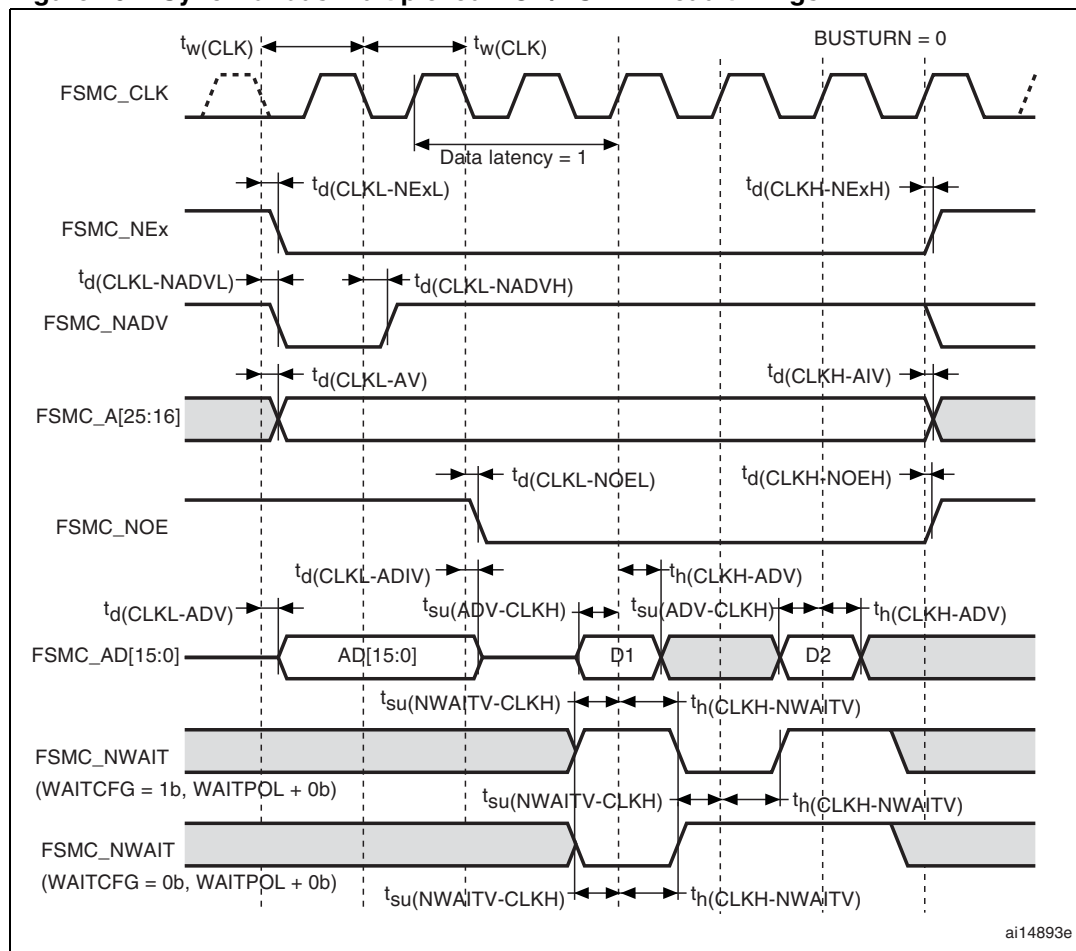 tw(CLK) tw(CLK) BUSTURN = 0
FSMC_CLK
Data latency = 1
td(CLKL-NExL) td(CLKH-NExH)
FSMC_NEx
td(CLKL-NADVL) td(CLKL-NADVH)
FSMC_NADV
td(CLKL-AV) td(CLKH-AIV)
FSMC_A[25:16]
td(CLKL-NOEL) td(CLKH-NOEH)
FSMC_NOE
td(CLKL-ADIV) th(CLKH-ADV)
td(CLKL-ADV) tsu(ADV-CLKH) tsu(ADV-CLKH) th(CLKH-ADV)
FSMC_AD[15:0] AD[15:0] D1 D2
tsu(NWAITV-CLKH) th(CLKH-NWAITV)
FSMC_NWAIT
(WAITCFG = 1b, WAITPOL + 0b)
tsu(NWAITV-CLKH) th(CLKH-NWAITV)
FSMC_NWAIT
(WAITCFG = 0b, WAITPOL + 0b)
tsu(NWAITV-CLKH) th(CLKH-NWAITV)
ai14893e